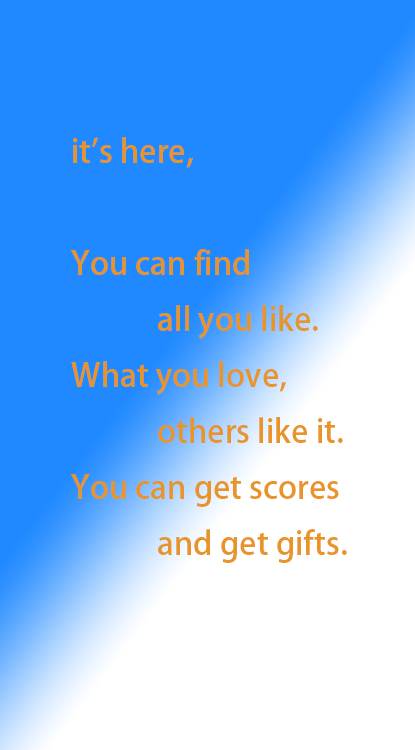 it’s here,
You can find
all you like.
What you love,
others like it.
You can get scores
and get gifts.